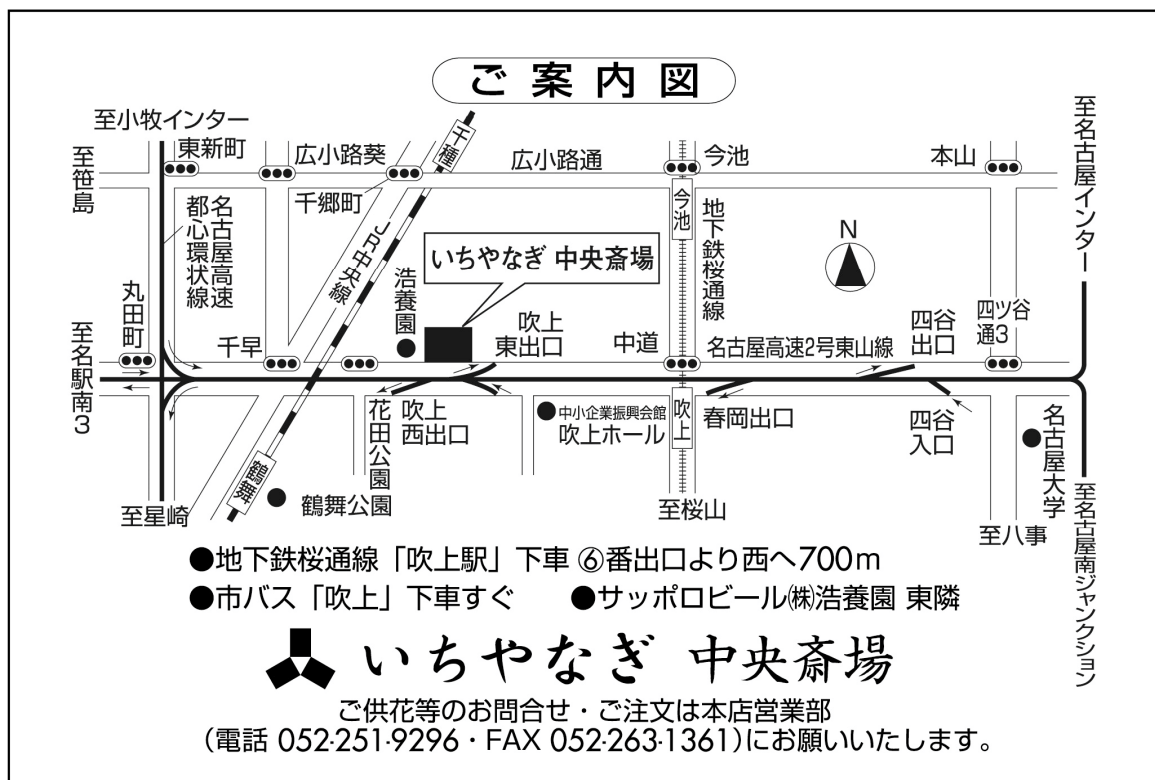 ご案内図
至小牧インター
東新町
広小路葵
千種
広小路通
今池
本山
至名古屋インター
至笹島
千郷町
名古屋高速
都心環状線
JR中央線
いちやなぎ 中央斎場
今池
地下鉄桜通線
N
丸田町
浩養園
吹上
東出口
四谷
出口
四ツ谷
通3
至名駅南3
千早
中道
名古屋高速2号東山線
花田公園
吹上
西出口
中小企業振興会館
吹上ホール
吹上
春岡出口
四谷
入口
名古屋大学
鶴舞
鶴舞公園
至星崎
至桜山
至八事
至名古屋南ジャンクション
●地下鉄桜通線「吹上駅」下車 ⑥番出口より西へ700m
●市バス「吹上」下車すぐ ●サッポロビール㈱浩養園 東隣
いちやなぎ 中央斎場
ご供花等のお問合せ・ご注文は本店営業部
(電話 052-251-9296・FAX 052-263-1361)にお願いいたします。